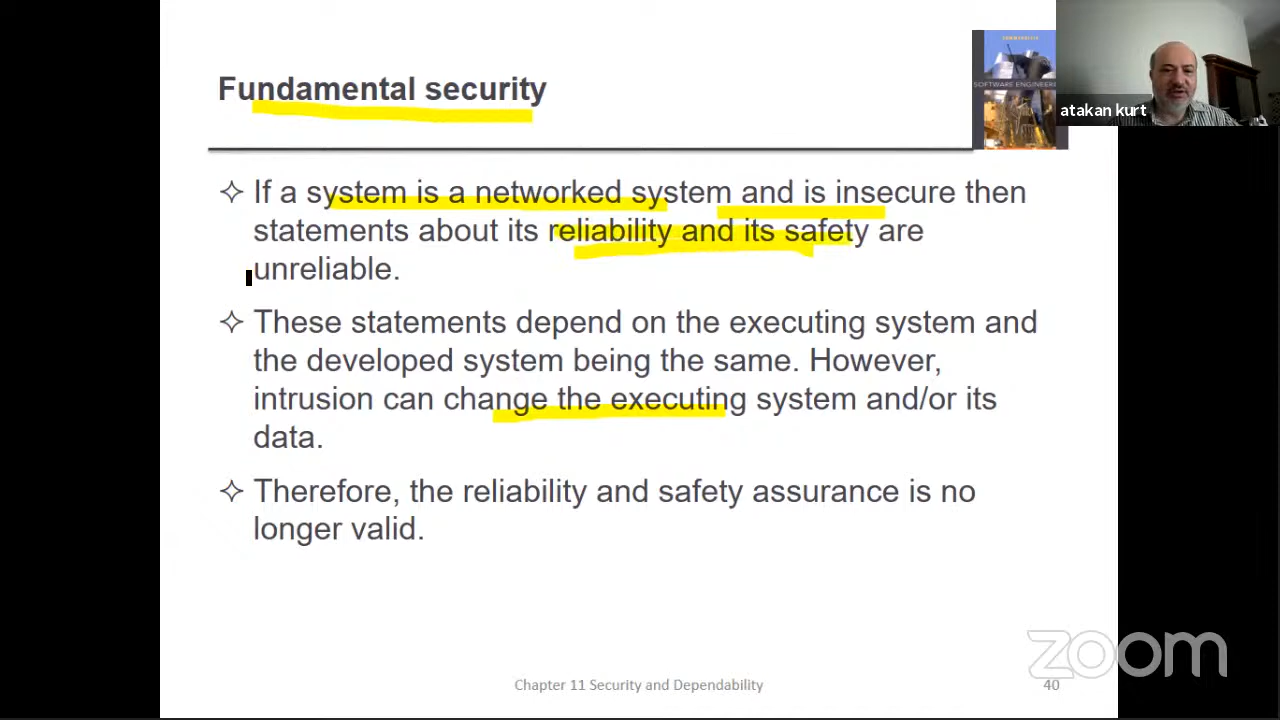 Fundamental security
SOFTWARE ENGINEER
atakan kurt
✧ If a system is a networked system and is insecure then
statements about its reliability and its safety are
unreliable.
✧ These statements depend on the executing system and
the developed system being the same. However,
intrusion can change the executing system and/or its
data.
✧ Therefore, the reliability and safety assurance is no
longer valid.
zoom
Chapter 11 Security and Dependability
40